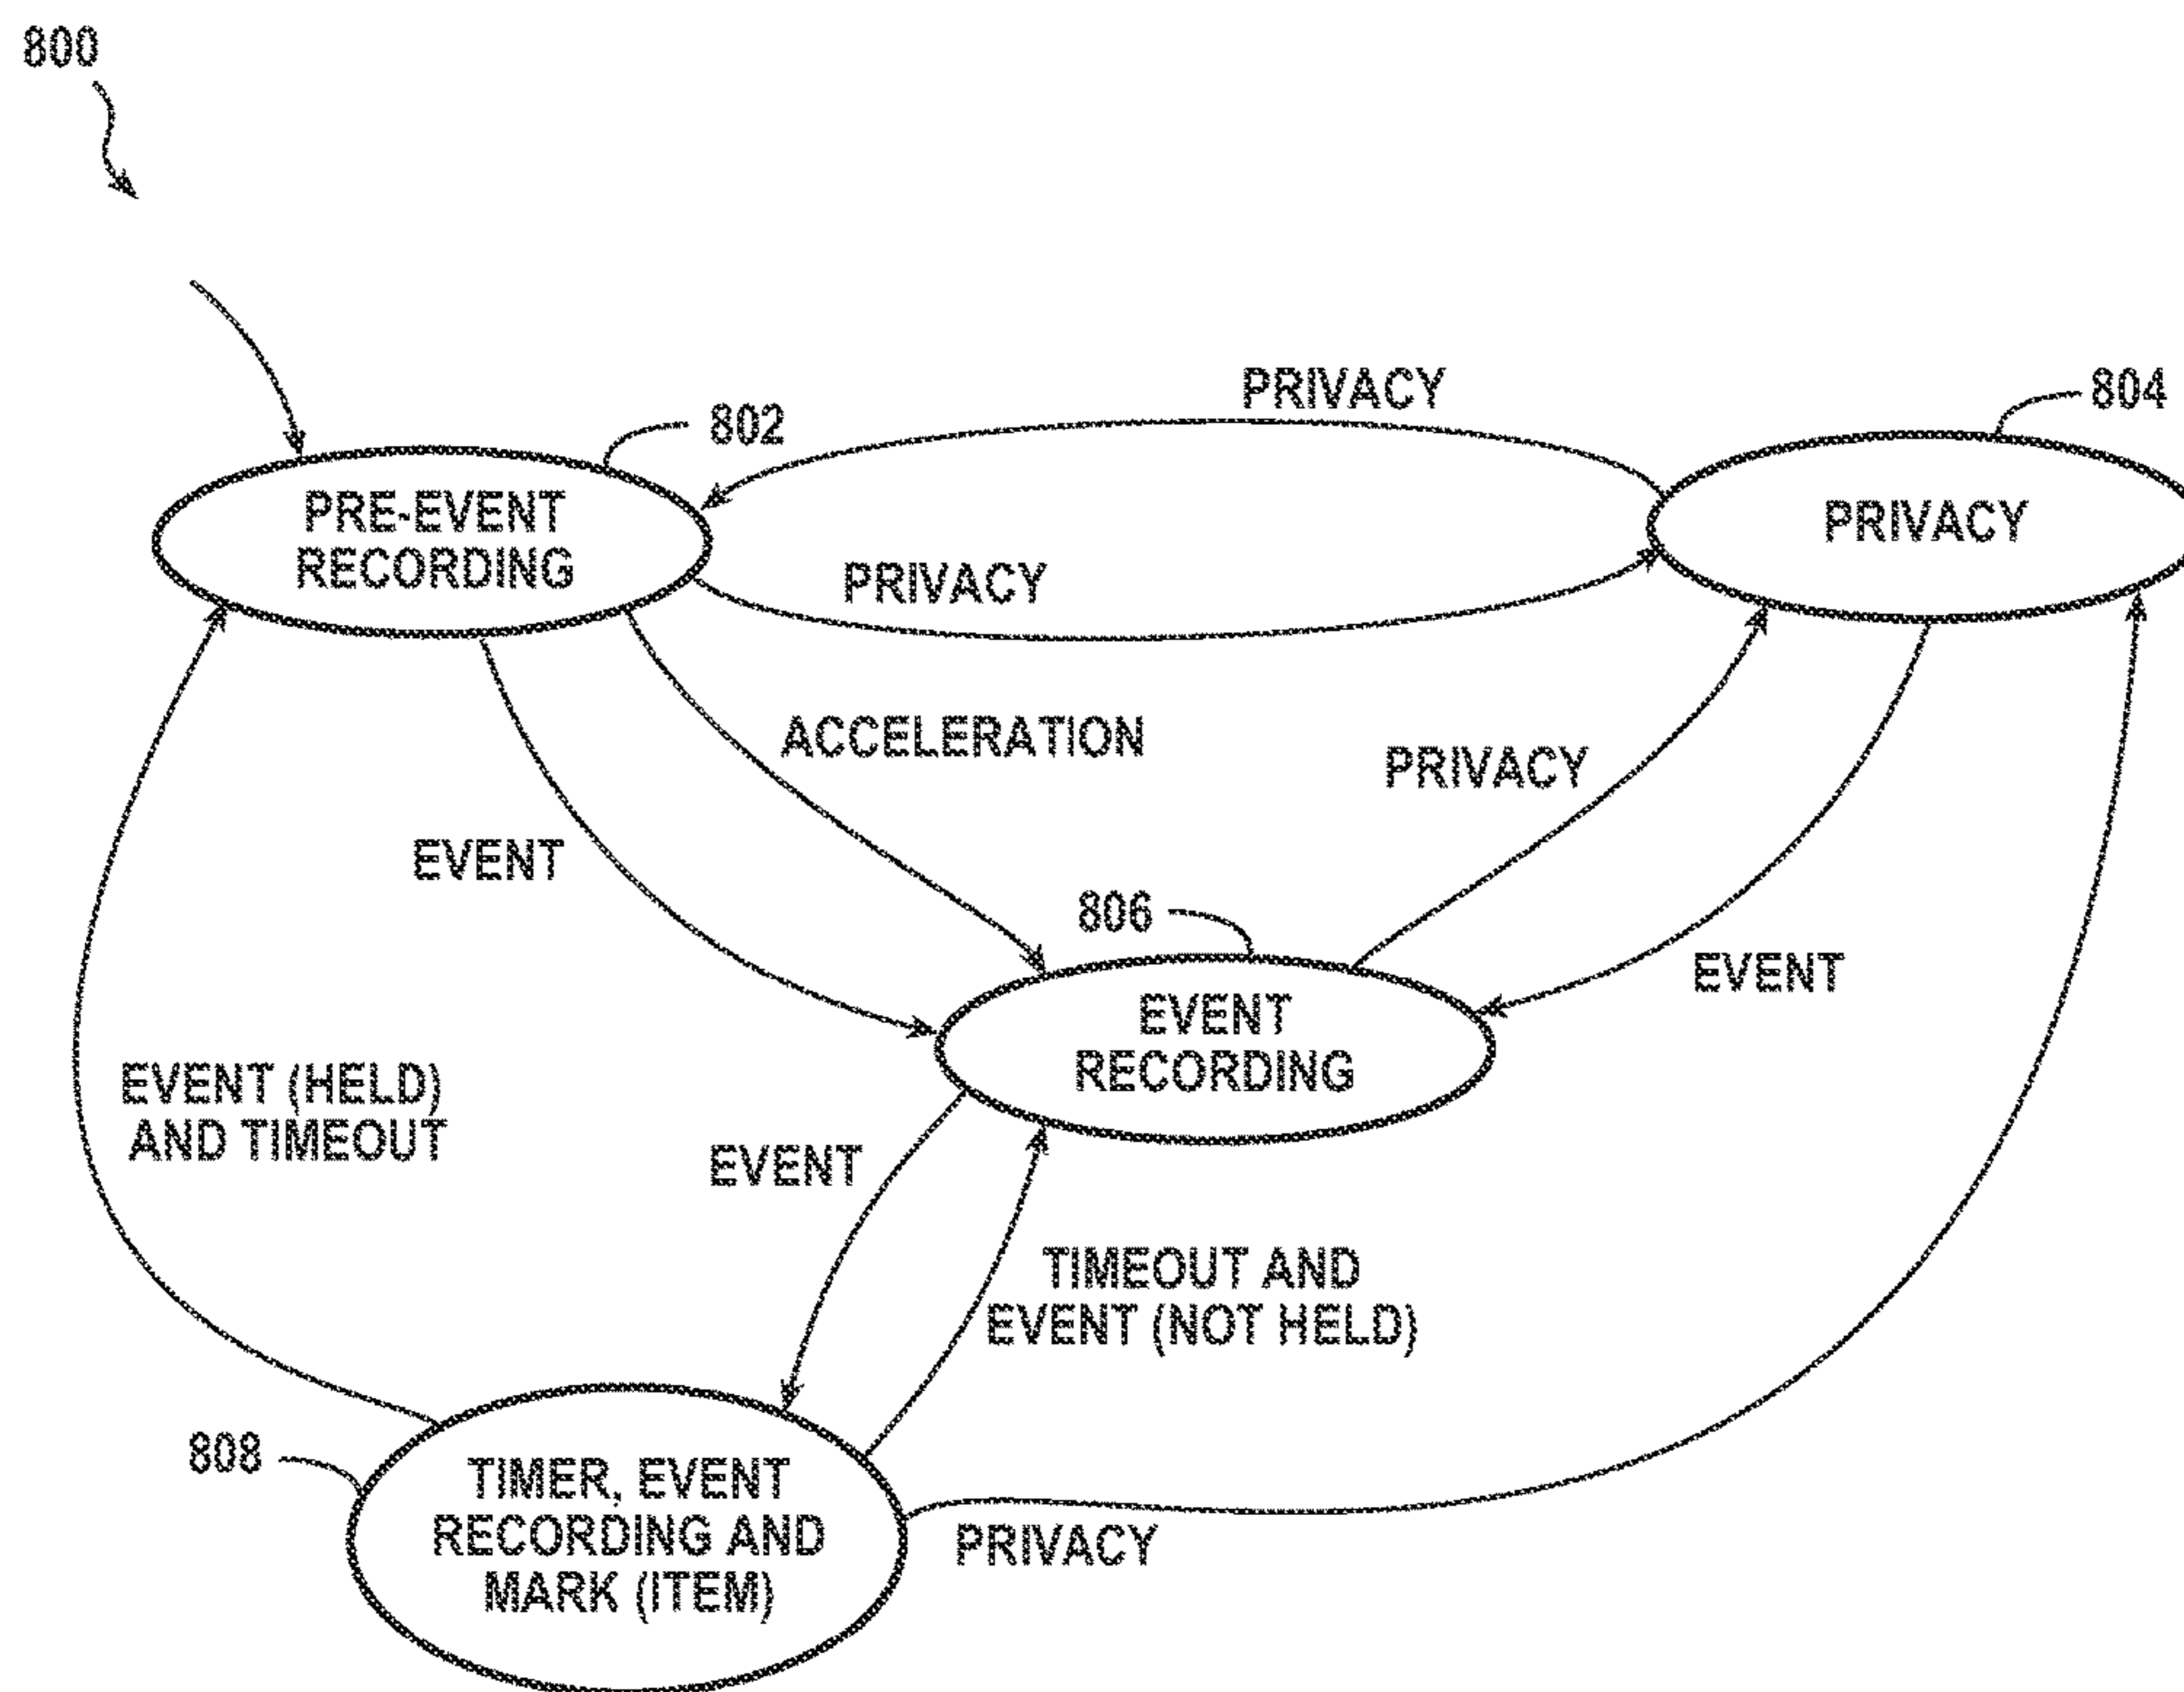 800
PRIVACY
804
802
PRE-EVENT
RECORDING
PRIVACY
PRIVACY
ACCELERATION
PRIVACY
EVENT
806
EVENT
EVENT
RECORDING
EVENT (HELD)
AND TIMEOUT
EVENT
TIMEOUT AND
EVENT (NOT HELD)
808
TIMER, EVENT
RECORDING AND
MARK (ITEM)
PRIVACY